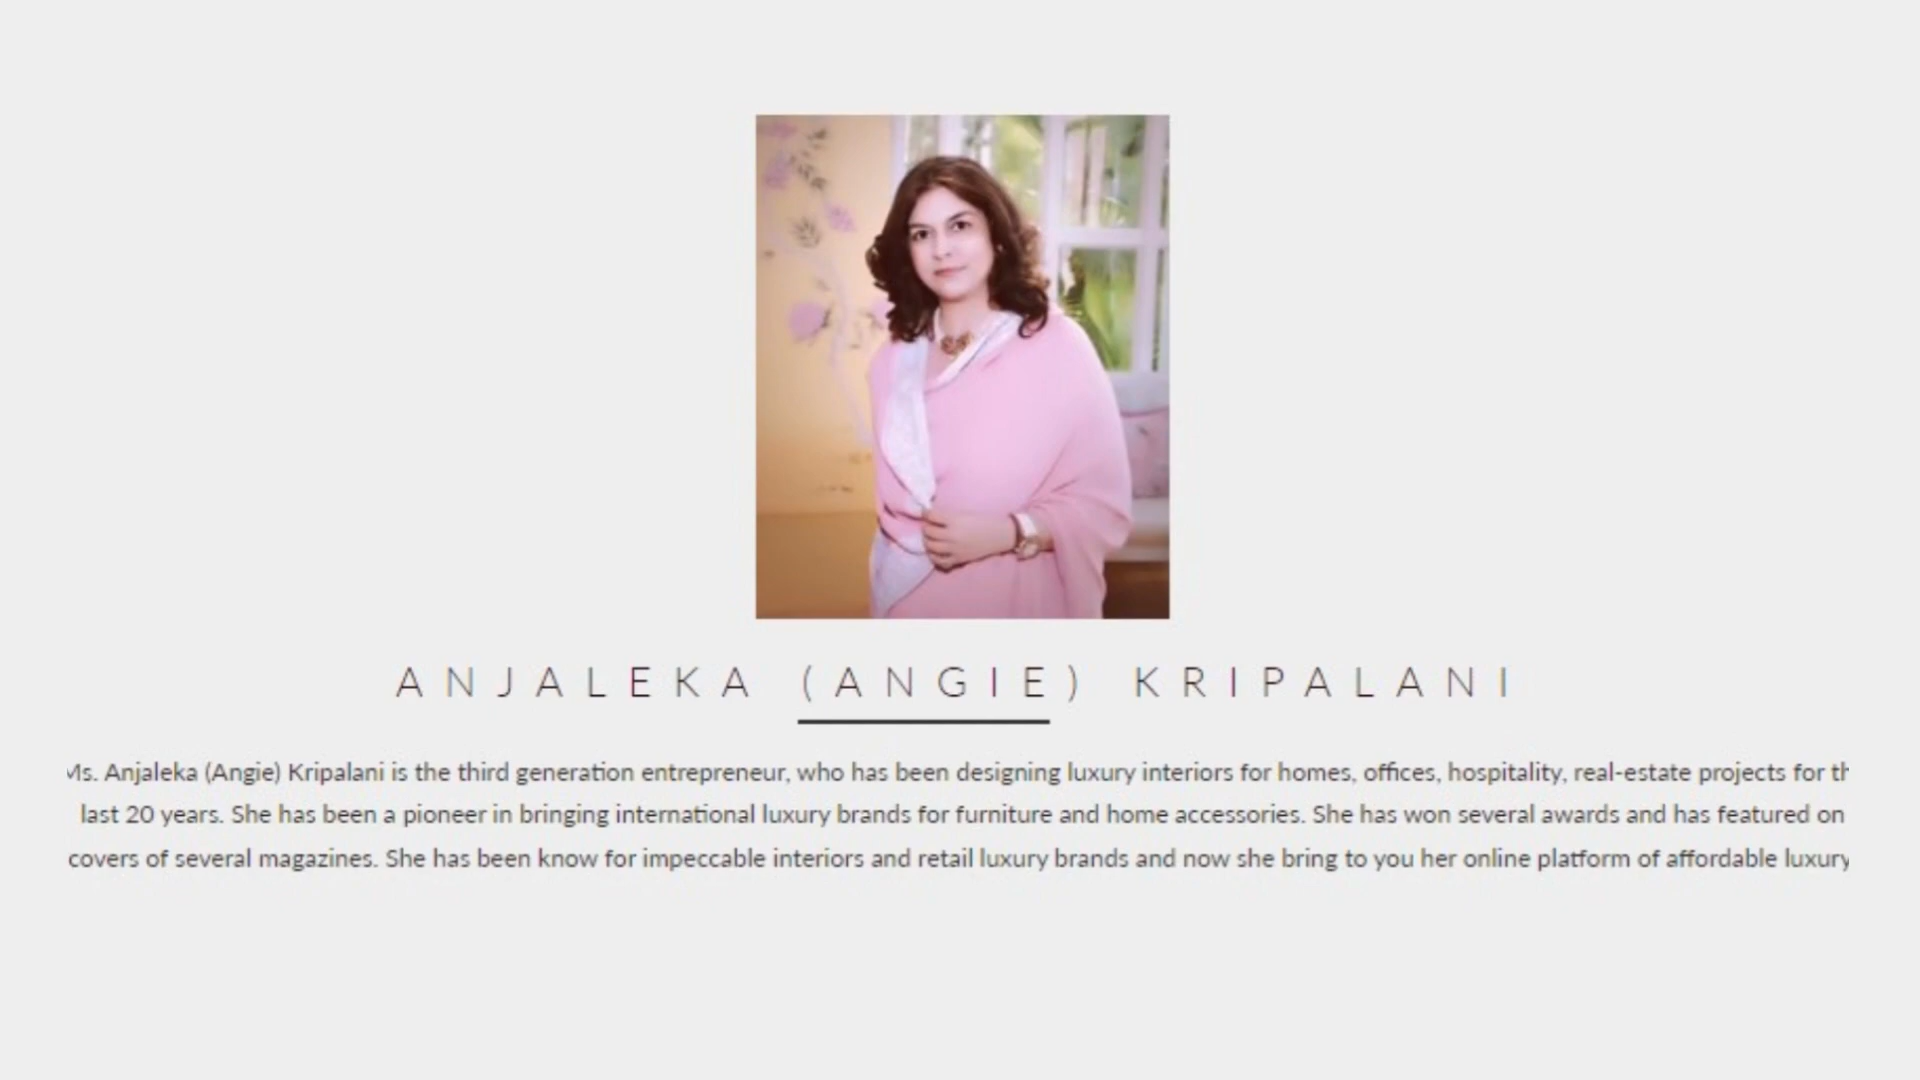 ANJALEKA (ANGIE) KRIPALANI
Ms. Anjaleka (Angie) Kripalani is the third generation entrepreneur, who has been designing luxury interiors for homes, offices, hospitality, real-estate projects for th
last 20 years. She has been a pioneer in bringing international luxury brands for furniture and home accessories. She has won several awards and has featured on
covers of several magazines. She has been know for impeccable interiors and retail luxury brands and now she bring to you her online platform of affordable luxury